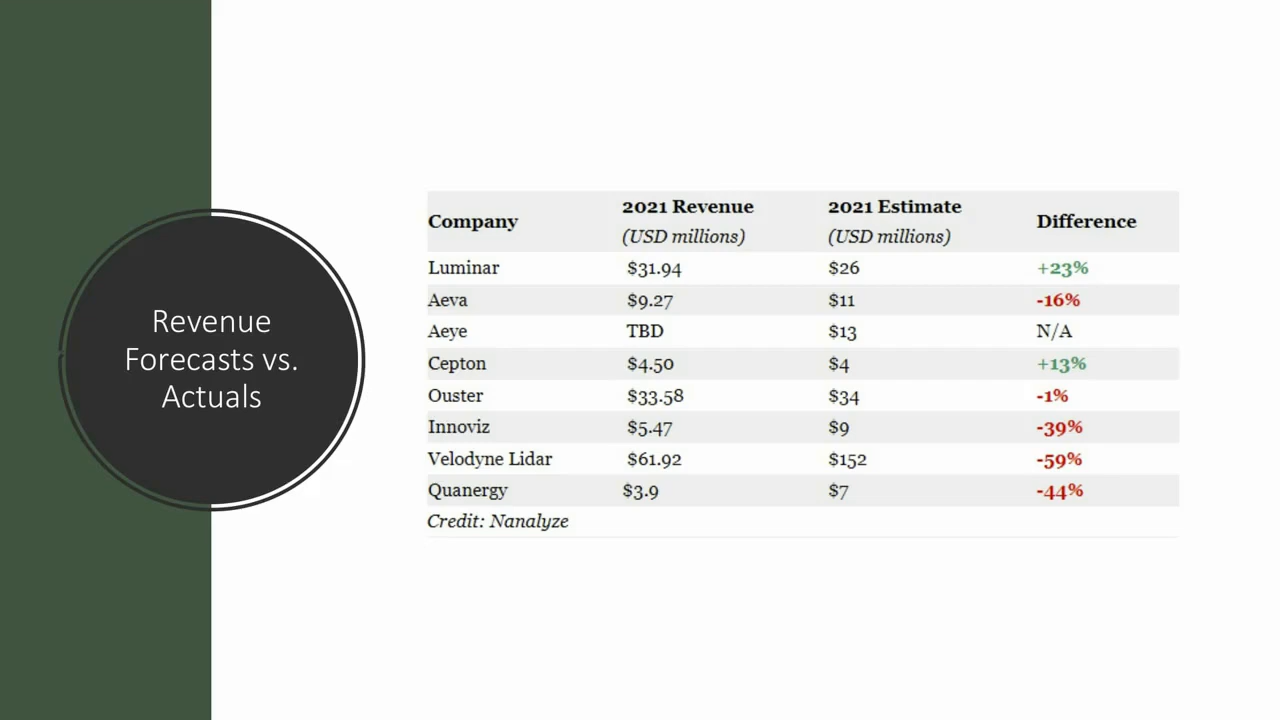 Revenue
Forecasts vs.
Actuals
Company 2021 Revenue 2021 Estimate Difference
(USD millions) (USD millions)
Luminar $31.94 $26 +23%
Aeva $9.27 $11 -16%
Aeye TBD $13 N/A
Cepton $4.50 $4 +13%
Ouster $33.58 $34 -1%
Innoviz $5.47 $9 -39%
Velodyne Lidar $61.92 $152 -59%
Quanergy $3.9 $7 -44%
Credit: Nanalyze